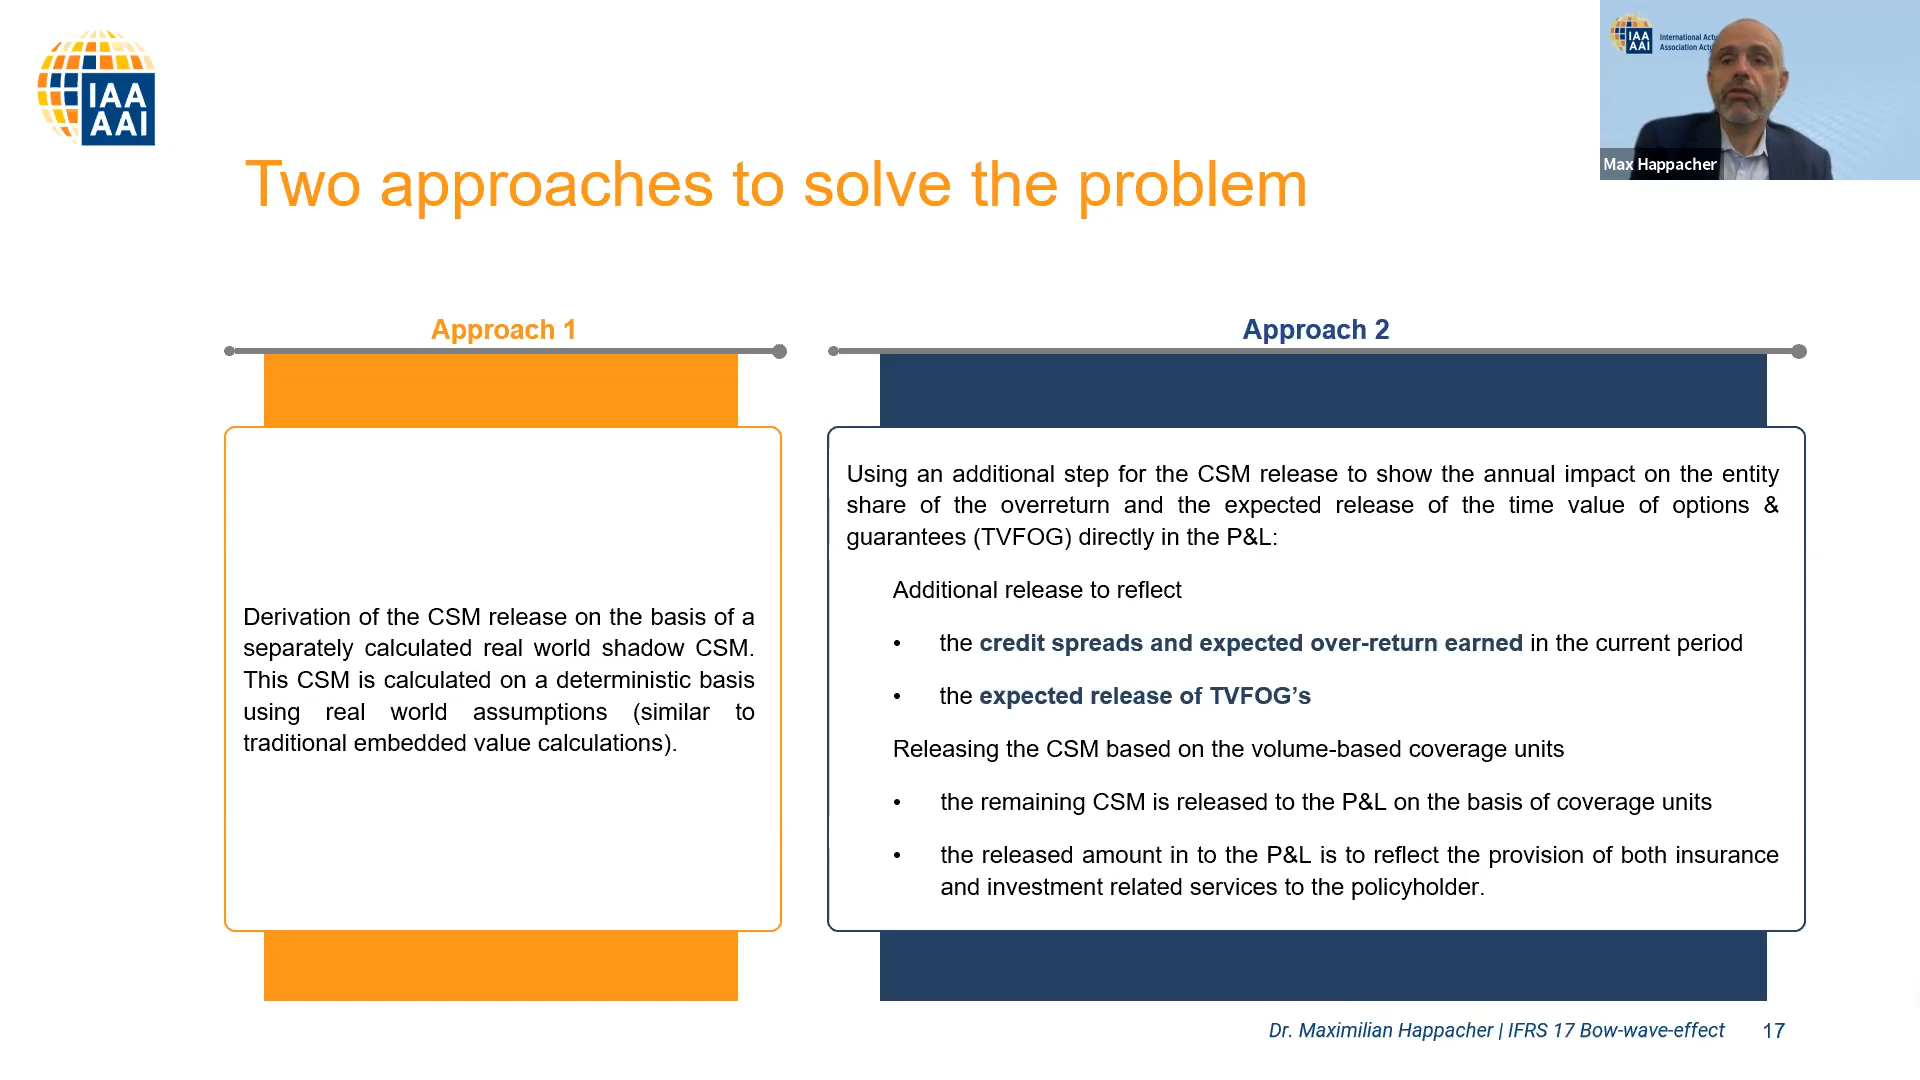 IAA
AAI
IAA
AAI
International Actu
Association Actu
Max Happacher
Two approaches to solve the problem
Approach 1
Derivation of the CSM release on the basis of a
separately calculated real world shadow CSM.
This CSM is calculated on a deterministic basis
using real world assumptions (similar to
traditional embedded value calculations).
Approach 2
Using an additional step for the CSM release to show the annual impact on the entity
share of the overreturn and the expected release of the time value of options &
guarantees (TVFOG) directly in the P&L:
Additional release to reflect
• the credit spreads and expected over-return earned in the current period
• the expected release of TVFOG’s
Releasing the CSM based on the volume-based coverage units
• the remaining CSM is released to the P&L on the basis of coverage units
• the released amount in to the P&L is to reflect the provision of both insurance
and investment related services to the policyholder.
Dr. Maximilian Happacher | IFRS 17 Bow-wave-effect 17